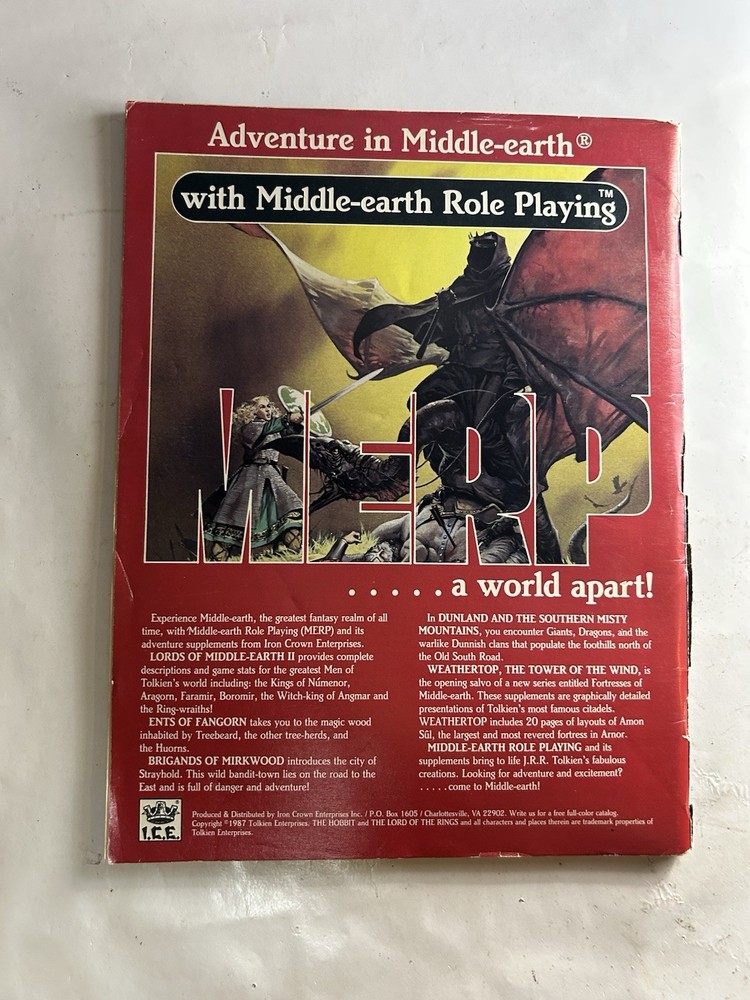 Adventure in Middle-earth®
with Middle-earth Role Playing™
MERP
. . . . . a world apart!
Experience Middle-earth, the greatest fantasy realm of all
time, with Middle-earth Role Playing (MERP) and its
adventure supplements from Iron Crown Enterprises.
LORDS OF MIDDLE-EARTH II provides complete
descriptions and game stats for the greatest Men of
Tolkien's world including: the Kings of Númenor,
Aragorn, Faramir, Boromir, the Witch-king of Angmar and
the Ring-wraiths!
ENTS OF FANGORN takes you to the magic wood
inhabited by Treebeard, the other tree-herds, and
the Huorns.
BRIGANDS OF MIRKWOOD introduces the city of
Strayhold. This wild bandit-town lies on the road to the
East and is full of danger and adventure!
In DUNLAND AND THE SOUTHERN MISTY
MOUNTAINS, you encounter Giants, Dragons, and the
warlike Dunnish clans that populate the foothills north of
the Old South Road.
WEATHERTOP, THE TOWER OF THE WIND, is
the opening salvo of a new series entitled Fortresses of
Middle-earth. These supplements are graphically detailed
presentations of Tolkien's most famous citadels.
WEATHERTOP includes 20 pages of layouts of Amon
Sûl, the largest and most revered fortress in Arnor.
MIDDLE-EARTH ROLE PLAYING and its
supplements bring to life J.R.R. Tolkien's fabulous
creations. Looking for adventure and excitement?
. . . . . come to Middle-earth!
I.C.E.
Produced & Distributed by Iron Crown Enterprises Inc. / P.O. Box 1605 / Charlottesville, VA 22902. Write us for a free full-color catalog.
Copyright ©1987 Tolkien Enterprises. THE HOBBIT and THE LORD OF THE RINGS and all characters and places therein are trademark properties of
Tolkien Enterprises.